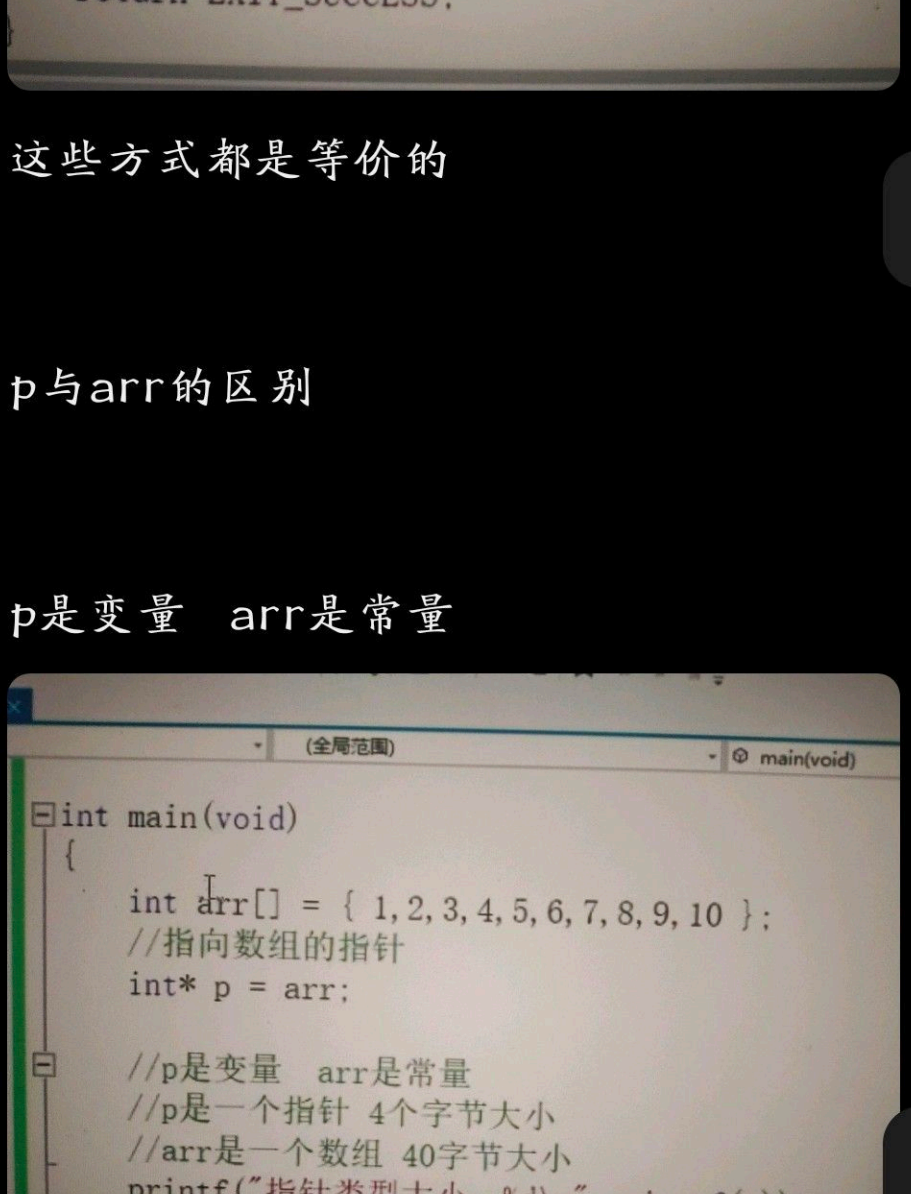 这些方式都是等价的
p与arr的区别
p是变量 arr是常量
(全局范围) main(void)
int main(void)
{
int arr[] = { 1,2,3,4,5,6,7,8,9,10 };
//指向数组的指针
int* p = arr;
//p是变量 arr是常量
//p是一个指针 4个字节大小
//arr是一个数组 40字节大小